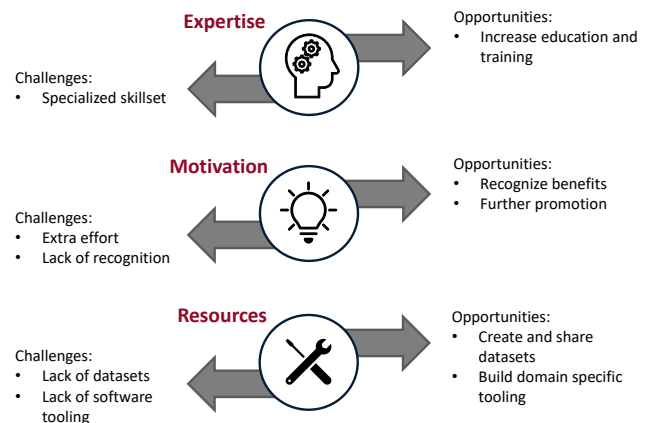 Expertise
Opportunities:
• Increase education and
training
Challenges:
• Specialized skillset
Motivation
Opportunities:
• Recognize benefits
• Further promotion
Challenges:
• Extra effort
• Lack of recognition
Resources
Opportunities:
• Create and share
datasets
• Build domain specific
tooling
Challenges:
• Lack of datasets
• Lack of software
tooling